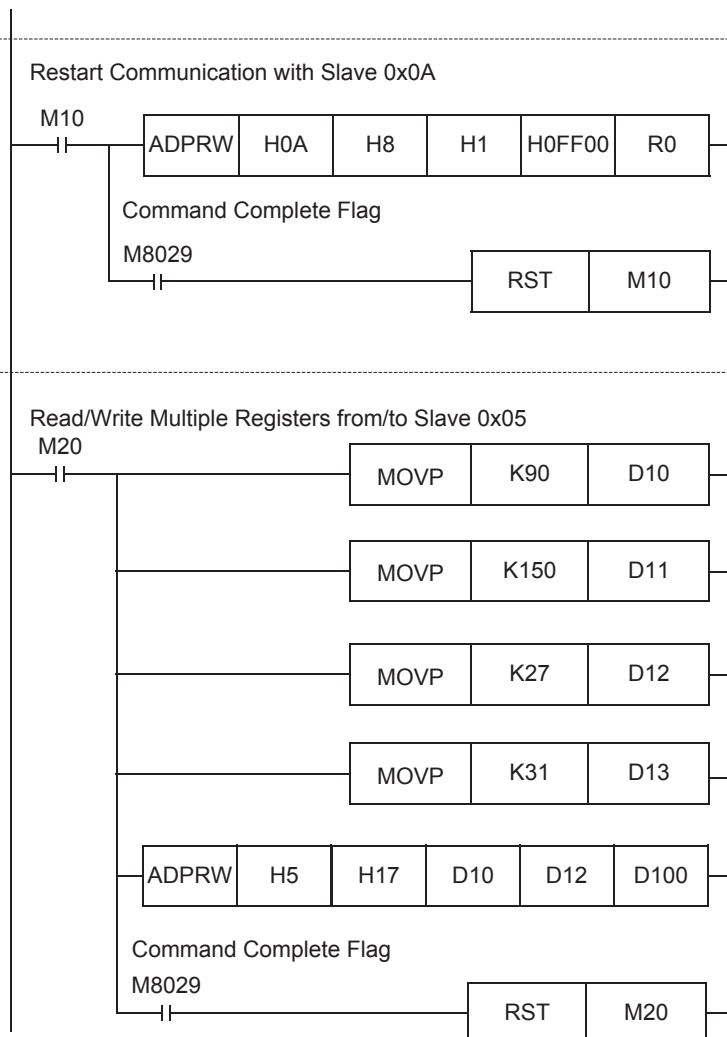 Restart Communication with Slave 0x0A
M10
ADPRW H0A H8 H1 H0FF00 R0
Command Complete Flag
M8029
RST M10
Read/Write Multiple Registers from/to Slave 0x05
M20
MOVP K90 D10
MOVP K150 D11
MOVP K27 D12
MOVP K31 D13
ADPRW H5 H17 D10 D12 D100
Command Complete Flag
M8029
RST M20